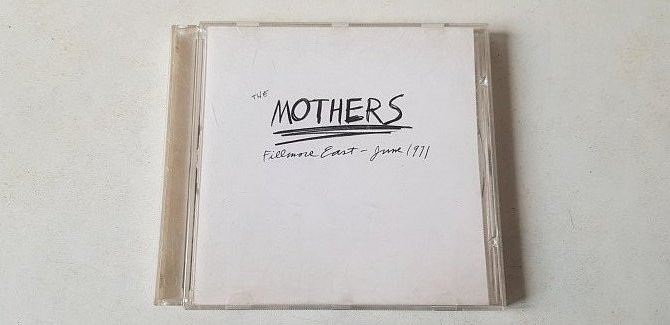 THE
MOTHERS
Fillmore East - June 1971